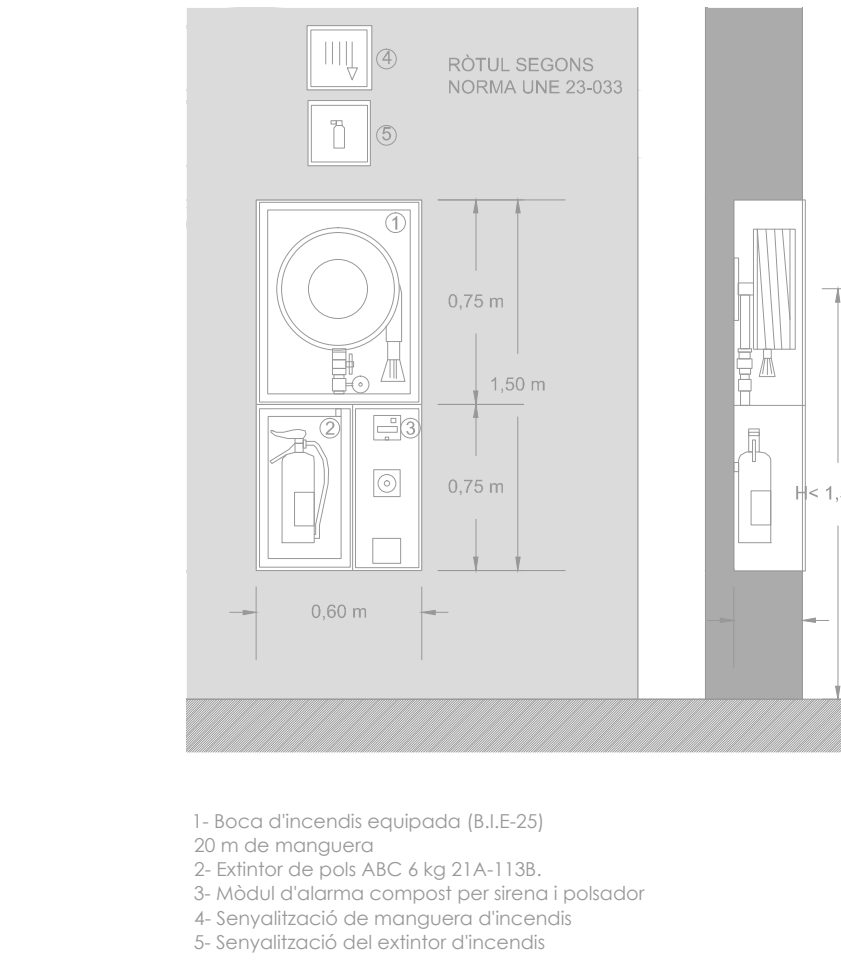 4
RÒTUL SEGONS
NORMA UNE 23-033
5
1
0,75 m
1,50 m
2
3
0,75 m
H< 1,
0,60 m
1- Boca d'incendis equipada (B.I.E-25)
20 m de manguera
2- Extintor de pols ABC 6 kg 21A-113B.
3- Mòdul d'alarma compost per sirena i polsador
4- Senyalització de manguera d'incendis
5- Senyalització del extintor d'incendis